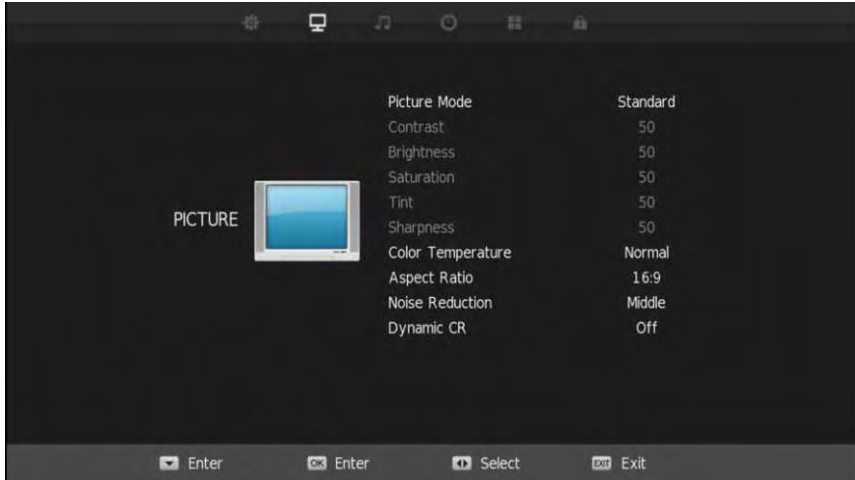 Picture Mode Standard
Contrast 50
Brightness 50
Saturation 50
Tint 50
PICTURE
Sharpness 50
Color Temperature Normal
Aspect Ratio 16:9
Noise Reduction Middle
Dynamic CR Off
Enter OK Enter Select EXIT Exit